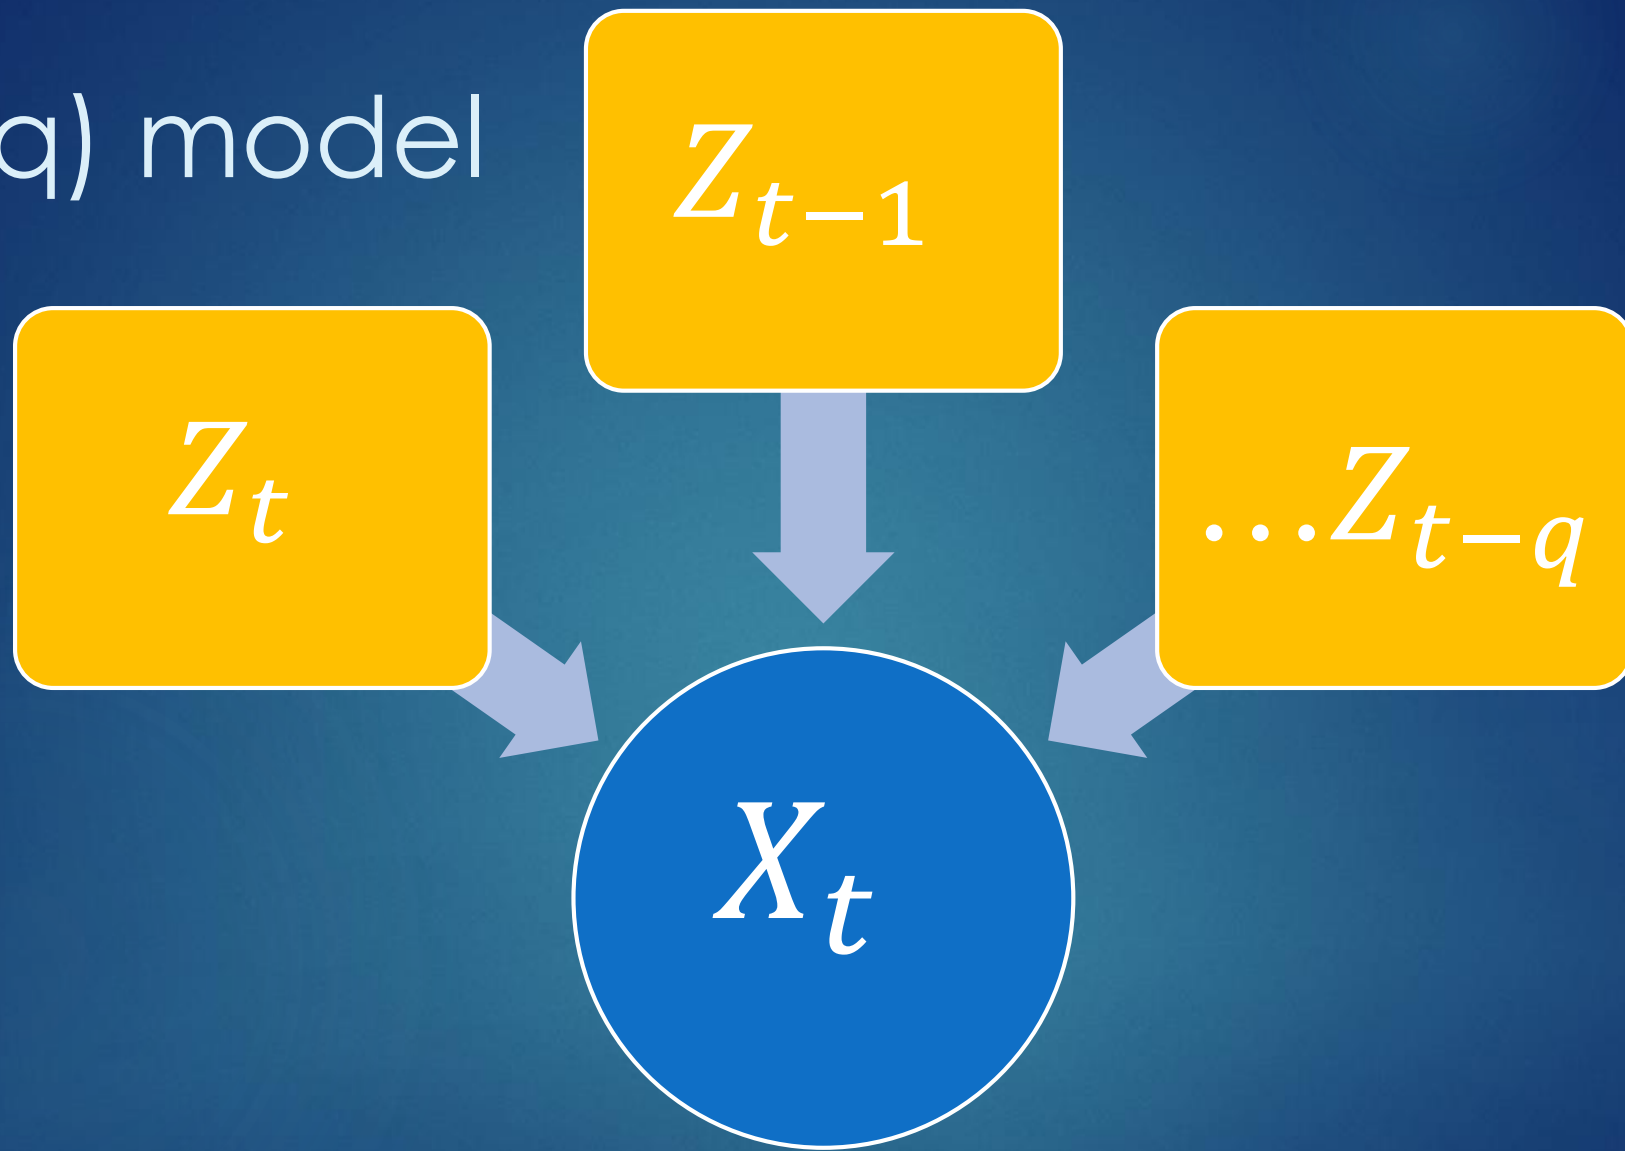 q) model
Z_{t-1}
Z_t
...Z_{t-q}
X_t